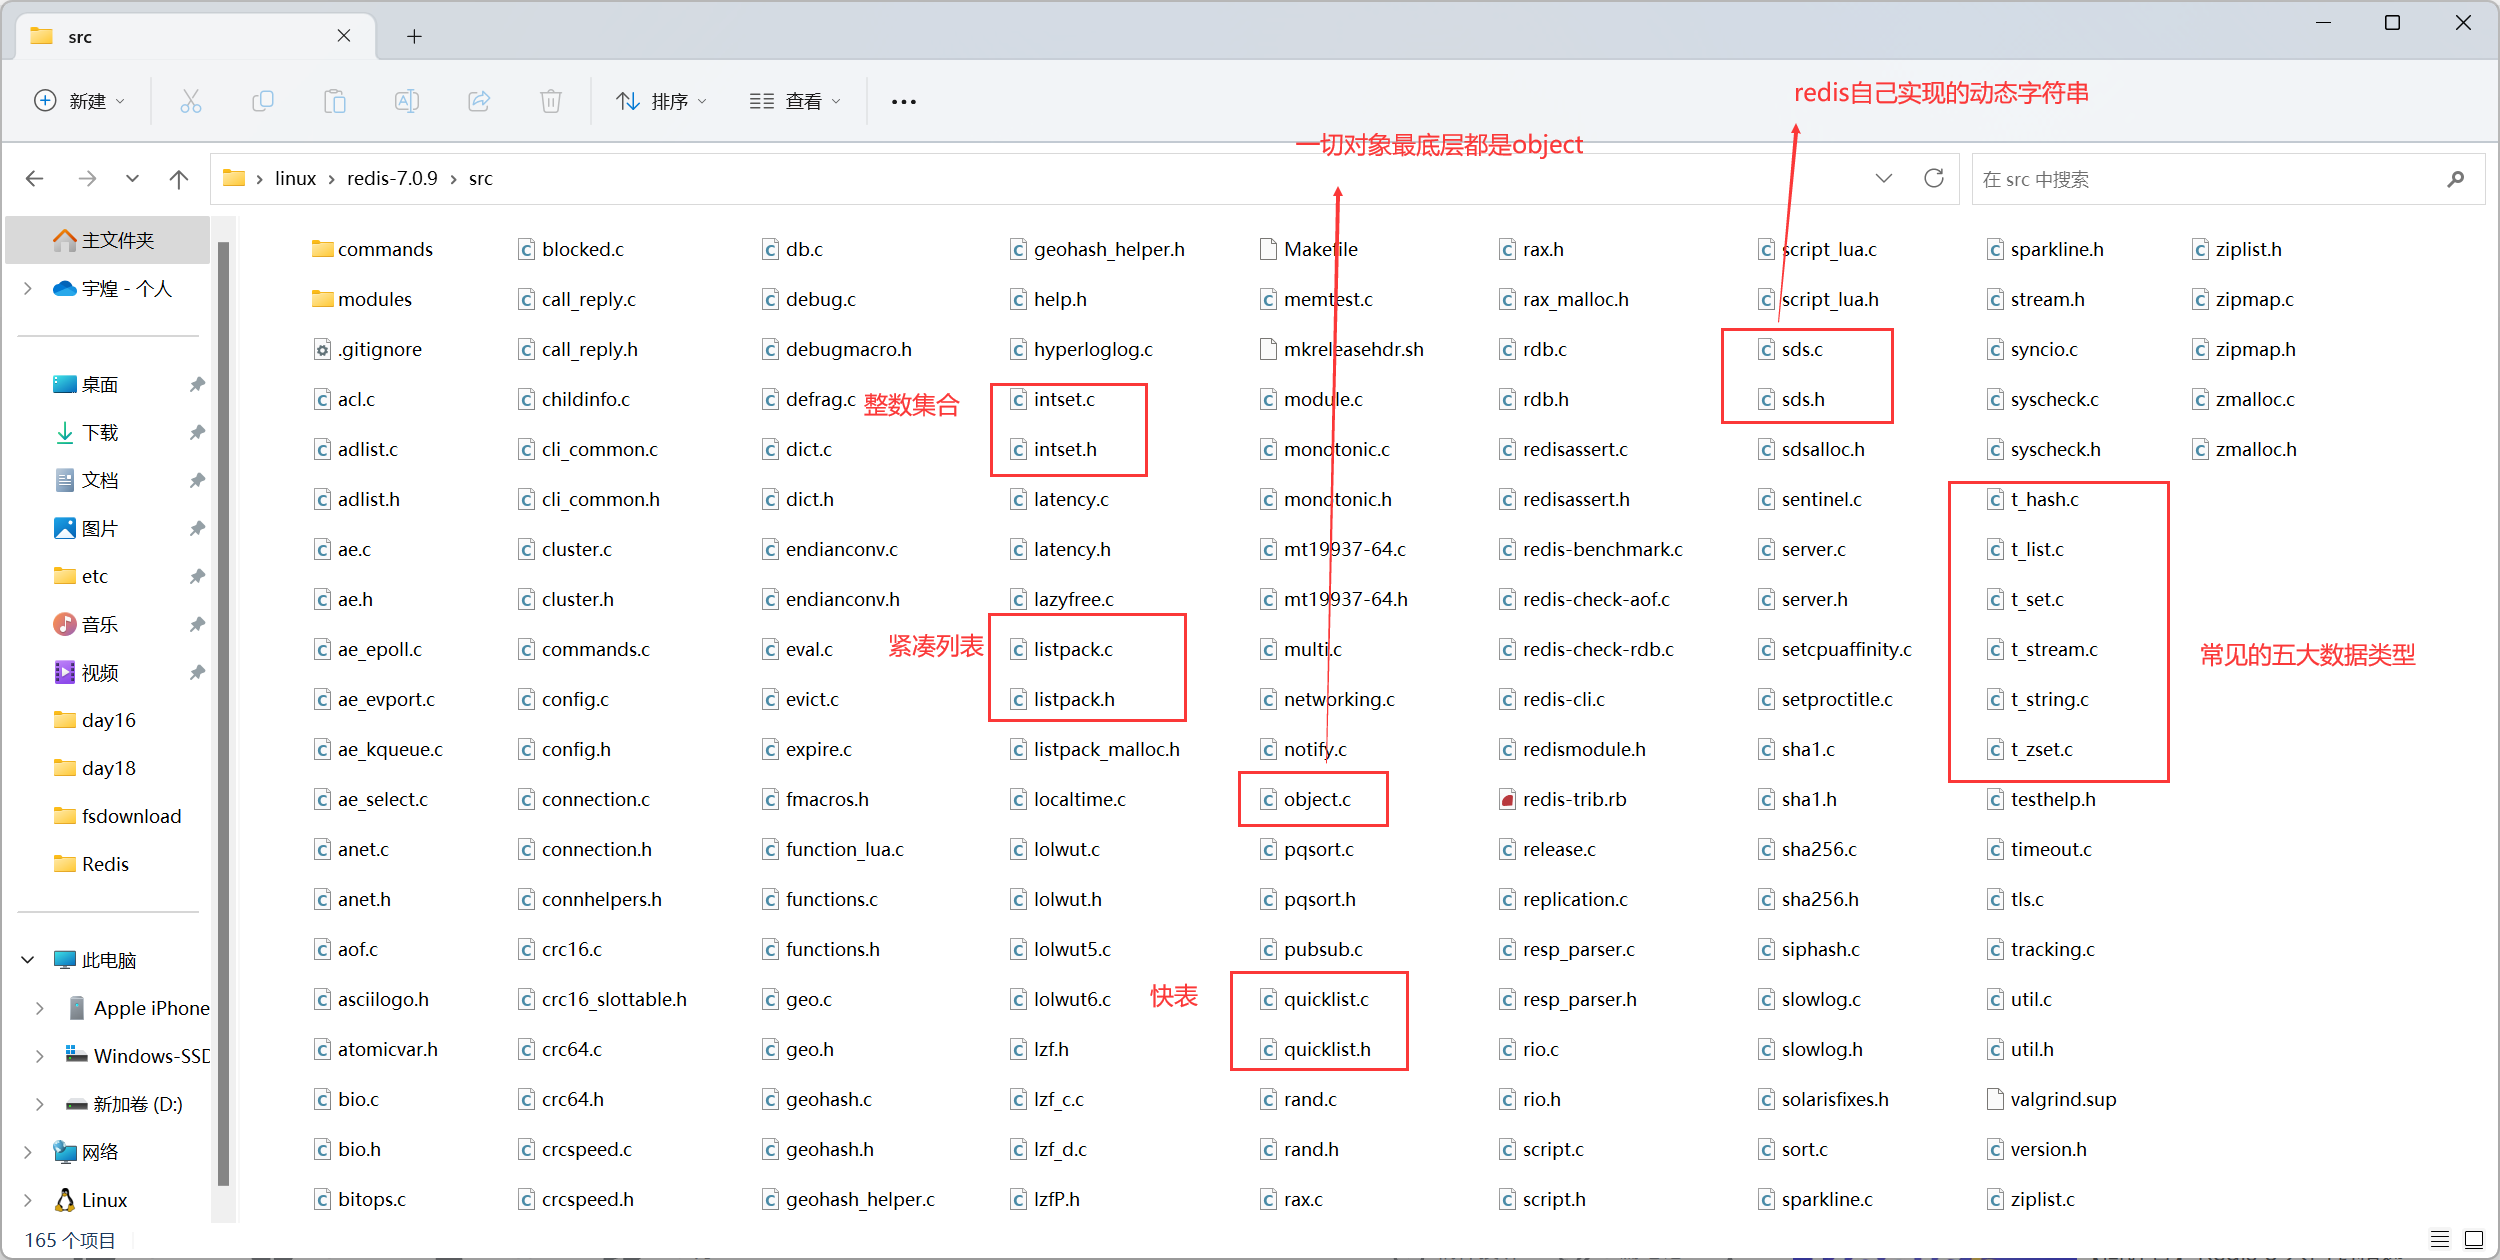 src
新建
排序
查看
redis自己实现的动态字符串
一切对象最底层都是object
linux
redis-7.0.9
src
在 src 中搜索
主文件夹
宇煌 - 个人
桌面
下载
文档
图片
etc
音乐
视频
day16
day18
fsdownload
Redis
此电脑
Apple iPhone
Windows-SSD
新加卷 (D:)
网络
Linux
commands
modules
.gitignore
acl.c
adlist.c
adlist.h
ae.c
ae.h
ae_epoll.c
ae_evport.c
ae_kqueue.c
ae_select.c
anet.c
anet.h
aof.c
asciilogo.h
atomicvar.h
bio.c
bio.h
bitops.c
blocked.c
call_reply.c
call_reply.h
childinfo.c
cli_common.c
cli_common.h
cluster.c
cluster.h
commands.c
config.c
config.h
connection.c
connection.h
connhelpers.h
crc16.c
crc16_slottable.h
crc64.c
crc64.h
crcspeed.c
crcspeed.h
db.c
debug.c
debugmacro.h
defrag.c
dict.c
dict.h
endianconv.c
endianconv.h
eval.c
evict.c
expire.c
fmacros.h
function_lua.c
functions.c
functions.h
geo.c
geo.h
geohash.c
geohash.h
geohash_helper.c
整数集合
紧凑列表
geohash_helper.h
help.h
hyperloglog.c
intset.c
intset.h
latency.c
latency.h
lazyfree.c
listpack.c
listpack.h
listpack_malloc.h
localtime.c
lolwut.c
lolwut.h
lolwut5.c
lolwut6.c
lzf.h
lzf_c.c
lzf_d.c
lzfP.h
快表
Makefile
memtest.c
mkreleasehdr.sh
module.c
monotonic.c
monotonic.h
mt19937-64.c
mt19937-64.h
multi.c
networking.c
notify.c
object.c
pqsort.c
pqsort.h
pubsub.c
quicklist.c
quicklist.h
rand.c
rand.h
rax.c
rax.h
rax_malloc.h
rdb.c
rdb.h
redisassert.c
redisassert.h
redis-benchmark.c
redis-check-aof.c
redis-check-rdb.c
redis-cli.c
redismodule.h
redis-trib.rb
release.c
replication.c
resp_parser.c
resp_parser.h
rio.c
rio.h
script.c
script.h
script_lua.c
script_lua.h
sds.c
sds.h
sdsalloc.h
sentinel.c
server.c
server.h
setcpuaffinity.c
setproctitle.c
sha1.c
sha1.h
sha256.c
sha256.h
siphash.c
slowlog.c
slowlog.h
solarisfixes.h
sort.c
sparkline.c
sparkline.h
stream.h
syncio.c
syscheck.c
syscheck.h
t_hash.c
t_list.c
t_set.c
t_stream.c
t_string.c
t_zset.c
testhelp.h
timeout.c
tls.c
tracking.c
util.c
util.h
valgrind.sup
version.h
ziplist.c
ziplist.h
zipmap.c
zipmap.h
zmalloc.c
zmalloc.h
常见的五大数据类型
165 个项目